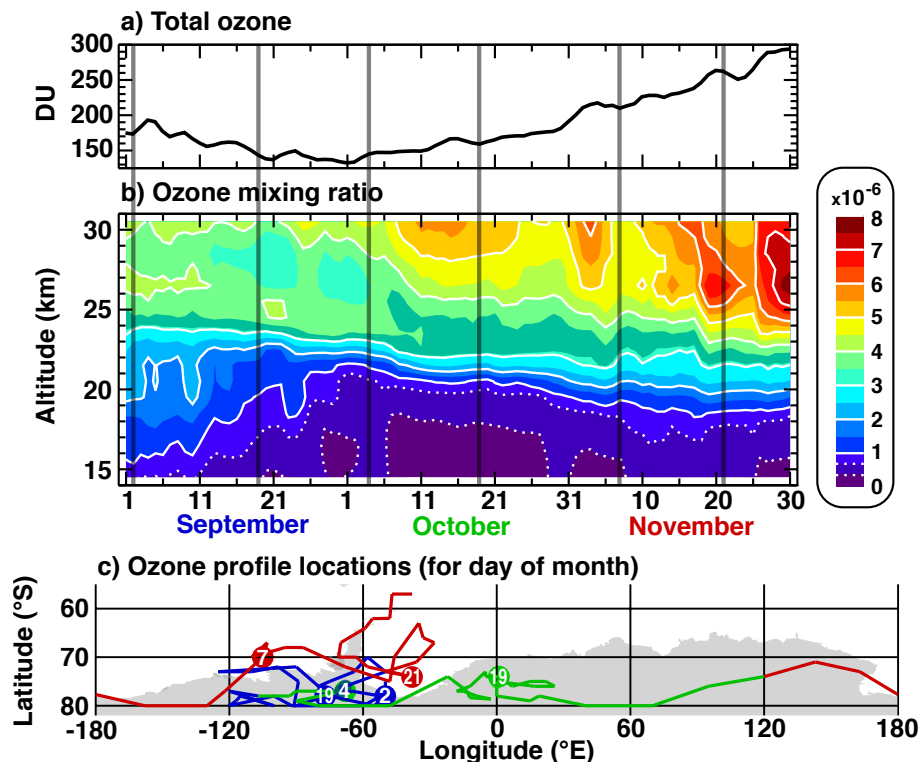 a) Total ozone
300
250
200
150
DU
b) Ozone mixing ratio
30
25
20
15
Altitude (km)
1 11 21 1 11 21 31 10 20 30
September October November
x10-6
8
7
6
5
4
3
2
1
0
c) Ozone profile locations (for day of month)
60
70
80
Latitude (°S)
7 19 4 2 21 19
-180 -120 -60 0 60 120 180
Longitude (°E)